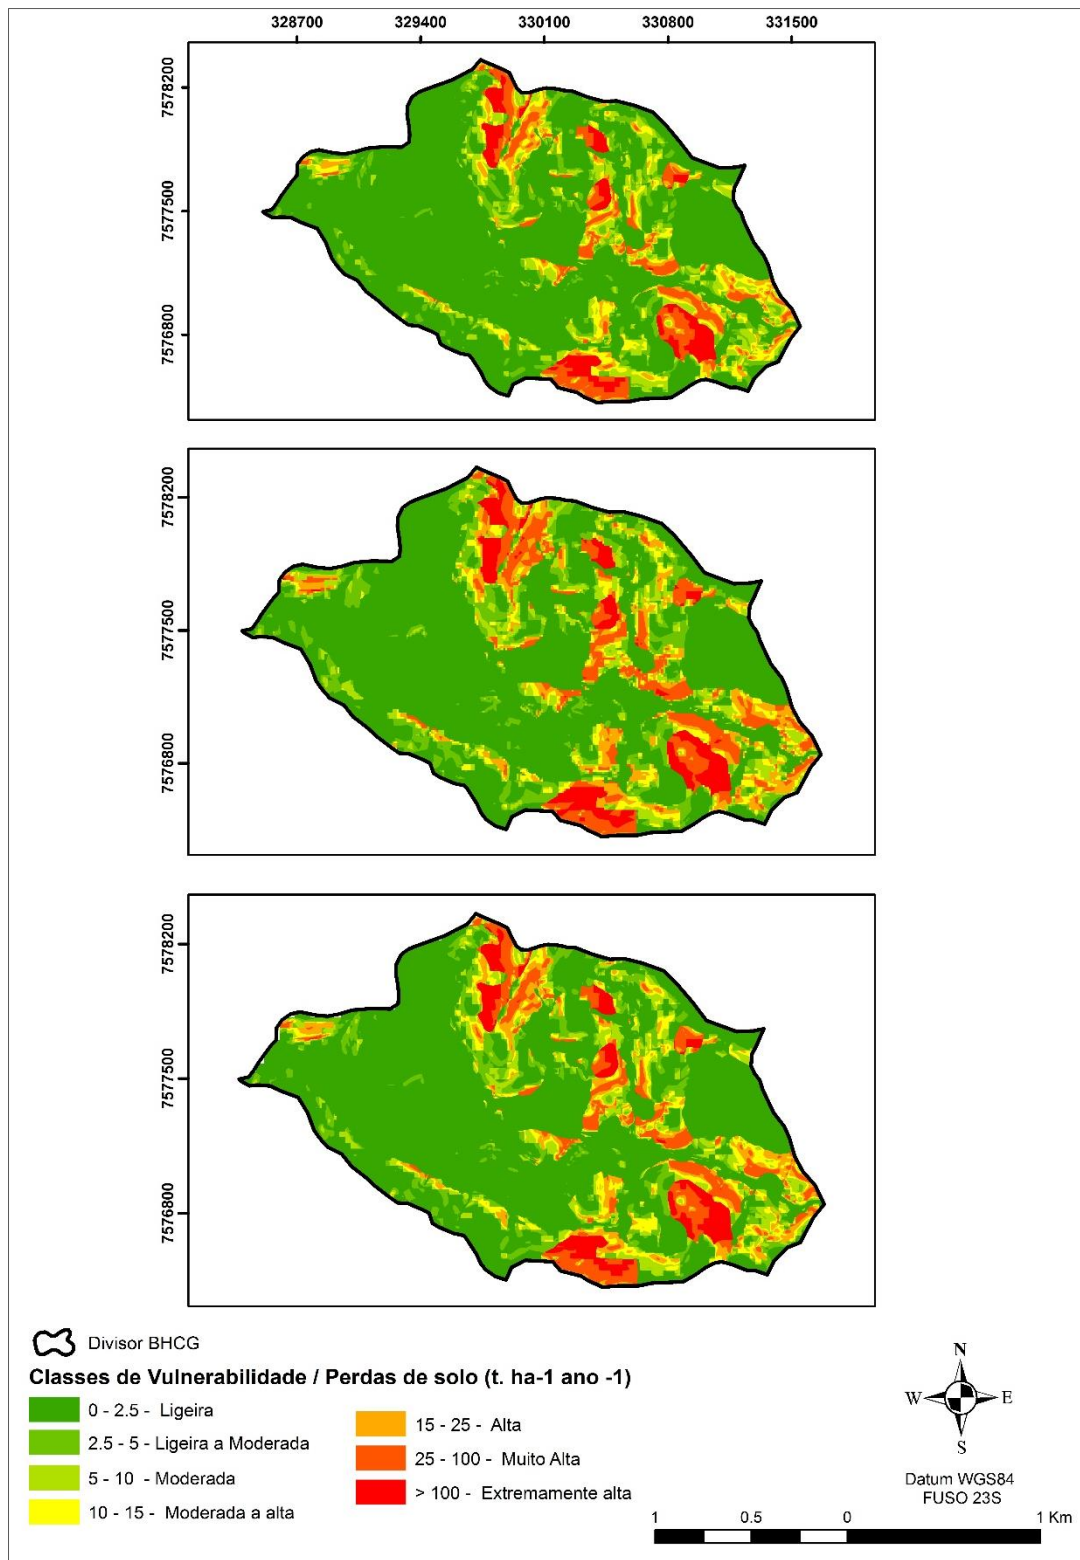 328700 329400 330100 330800 331500
7578200
7577500
7576800
7578200
7577500
7576800
7578200
7577500
7576800
Divisor BHCG
Classes de Vulnerabilidade / Perdas de solo (t. ha-1 ano -1)
0 - 2.5 - Ligeira
2.5 - 5 - Ligeira a Moderada
5 - 10 - Moderada
10 - 15 - Moderada a alta
15 - 25 - Alta
25 - 100 - Muito Alta
> 100 - Extremamente alta
N
W E
S
Datum WGS84
FUSO 23S
1 0.5 0 1 Km